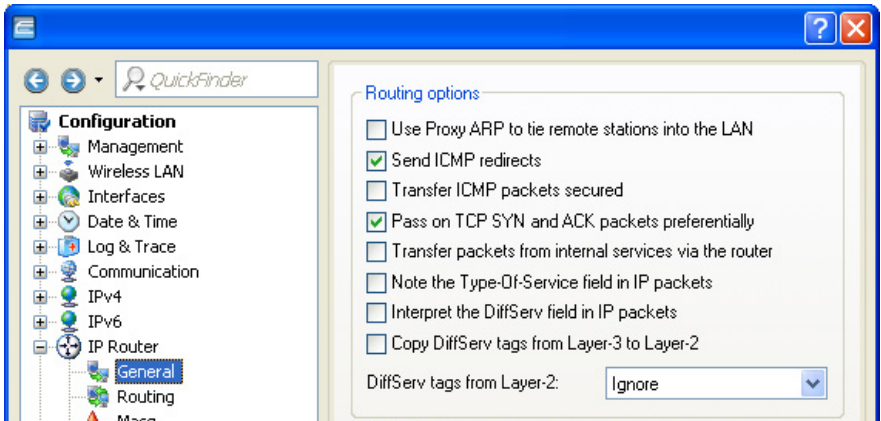 QuickFinder
Configuration
Management
Wireless LAN
Interfaces
Date & Time
Log & Trace
Communication
IPv4
IPv6
IP Router
General
Routing
Masq
Routing options
Use Proxy ARP to tie remote stations into the LAN
Send ICMP redirects
Transfer ICMP packets secured
Pass on TCP SYN and ACK packets preferentially
Transfer packets from internal services via the router
Note the Type-Of-Service field in IP packets
Interpret the DiffServ field in IP packets
Copy DiffServ tags from Layer-3 to Layer-2
DiffServ tags from Layer-2: Ignore